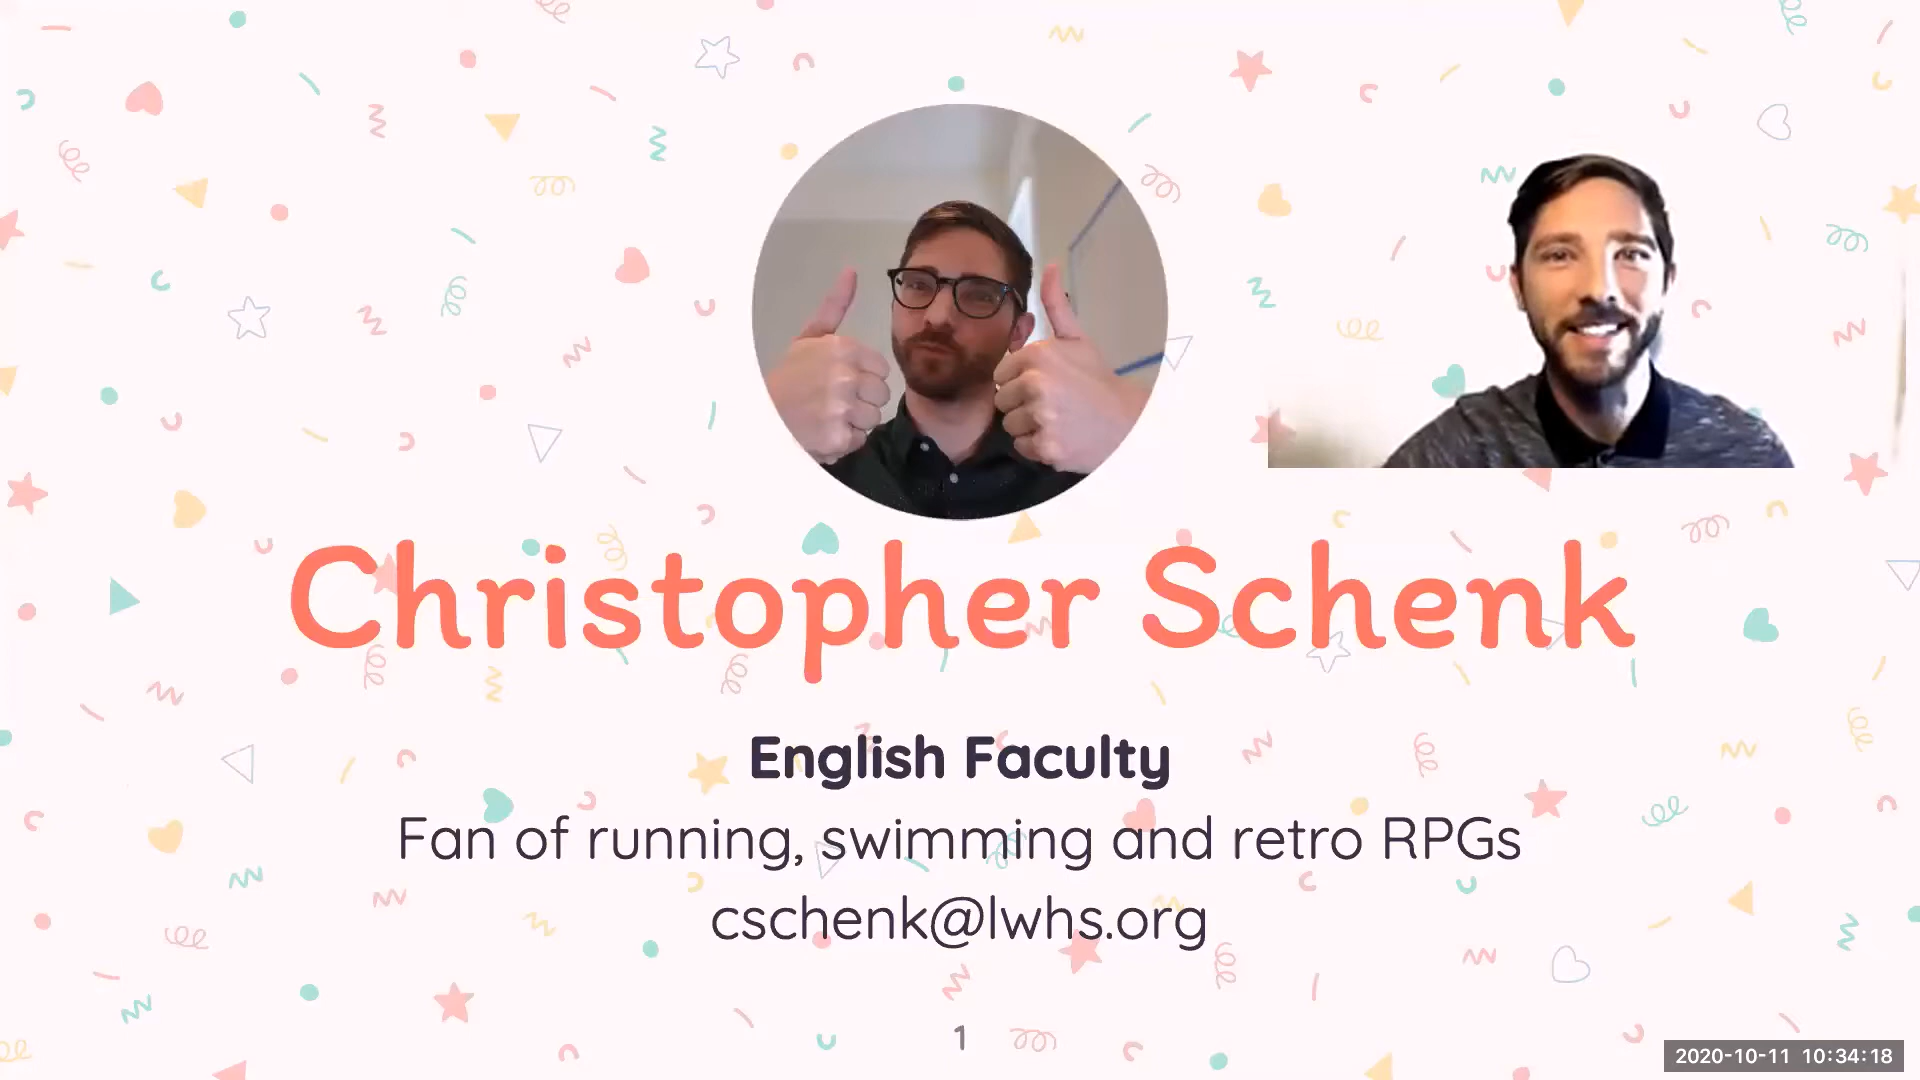 Christopher Schenk
English Faculty
Fan of running, swimming and retro RPGs
cschenk@lwhs.org
1
2020-10-11 10:34:18